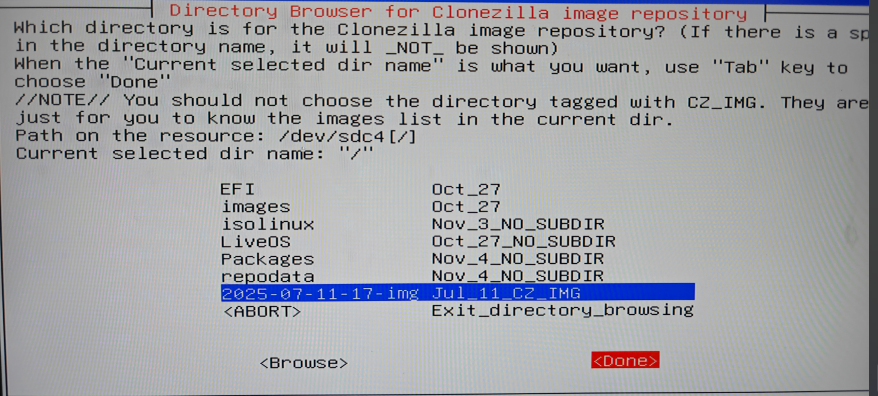 Directory Browser for Clonezilla image repository
Which directory is for the Clonezilla image repository? (If there is a sp
in the directory name, it will _NOT_ be shown)
When the "Current selected dir name" is what you want, use "Tab" key to
choose "Done"
//NOTE// You should not choose the directory tagged with CZ_IMG. They are
just for you to know the images list in the current dir.
Path on the resource: /dev/sdc4[/]
Current selected dir name: "/"
EFI Oct_27
images Oct_27
isolinux Nov_3_NO_SUBDIR
LiveOS Oct_27_NO_SUBDIR
Packages Nov_4_NO_SUBDIR
repodata Nov_4_NO_SUBDIR
2025-07-11-17-img Jul_11_CZ_IMG
<ABORT> Exit_directory_browsing
<Browse> <Done>